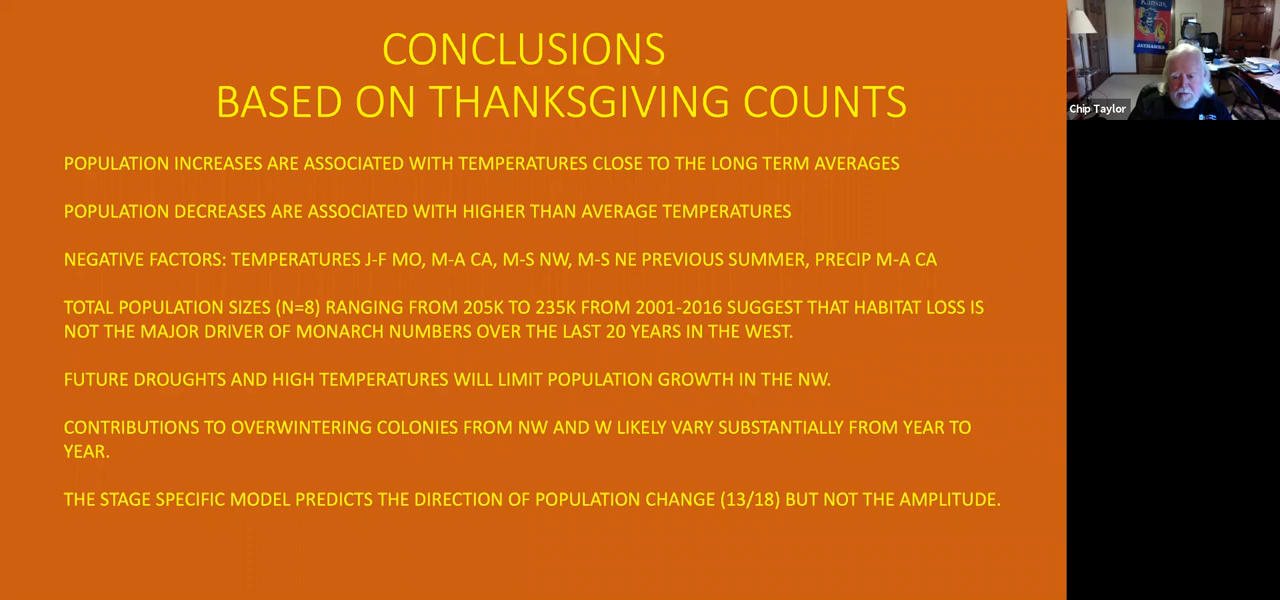 CONCLUSIONS
BASED ON THANKSGIVING COUNTS
POPULATION INCREASES ARE ASSOCIATED WITH TEMPERATURES CLOSE TO THE LONG TERM AVERAGES
POPULATION DECREASES ARE ASSOCIATED WITH HIGHER THAN AVERAGE TEMPERATURES
NEGATIVE FACTORS: TEMPERATURES J-F MO, M-A CA, M-S NW, M-S NE PREVIOUS SUMMER, PRECIP M-A CA
TOTAL POPULATION SIZES (N=8) RANGING FROM 205K TO 235K FROM 2001-2016 SUGGEST THAT HABITAT LOSS IS
NOT THE MAJOR DRIVER OF MONARCH NUMBERS OVER THE LAST 20 YEARS IN THE WEST.
FUTURE DROUGHTS AND HIGH TEMPERATURES WILL LIMIT POPULATION GROWTH IN THE NW.
CONTRIBUTIONS TO OVERWINTERING COLONIES FROM NW AND W LIKELY VARY SUBSTANTIALLY FROM YEAR TO
YEAR.
THE STAGE SPECIFIC MODEL PREDICTS THE DIRECTION OF POPULATION CHANGE (13/18) BUT NOT THE AMPLITUDE.
Kansas
JAYHAWKS
Chip Taylor